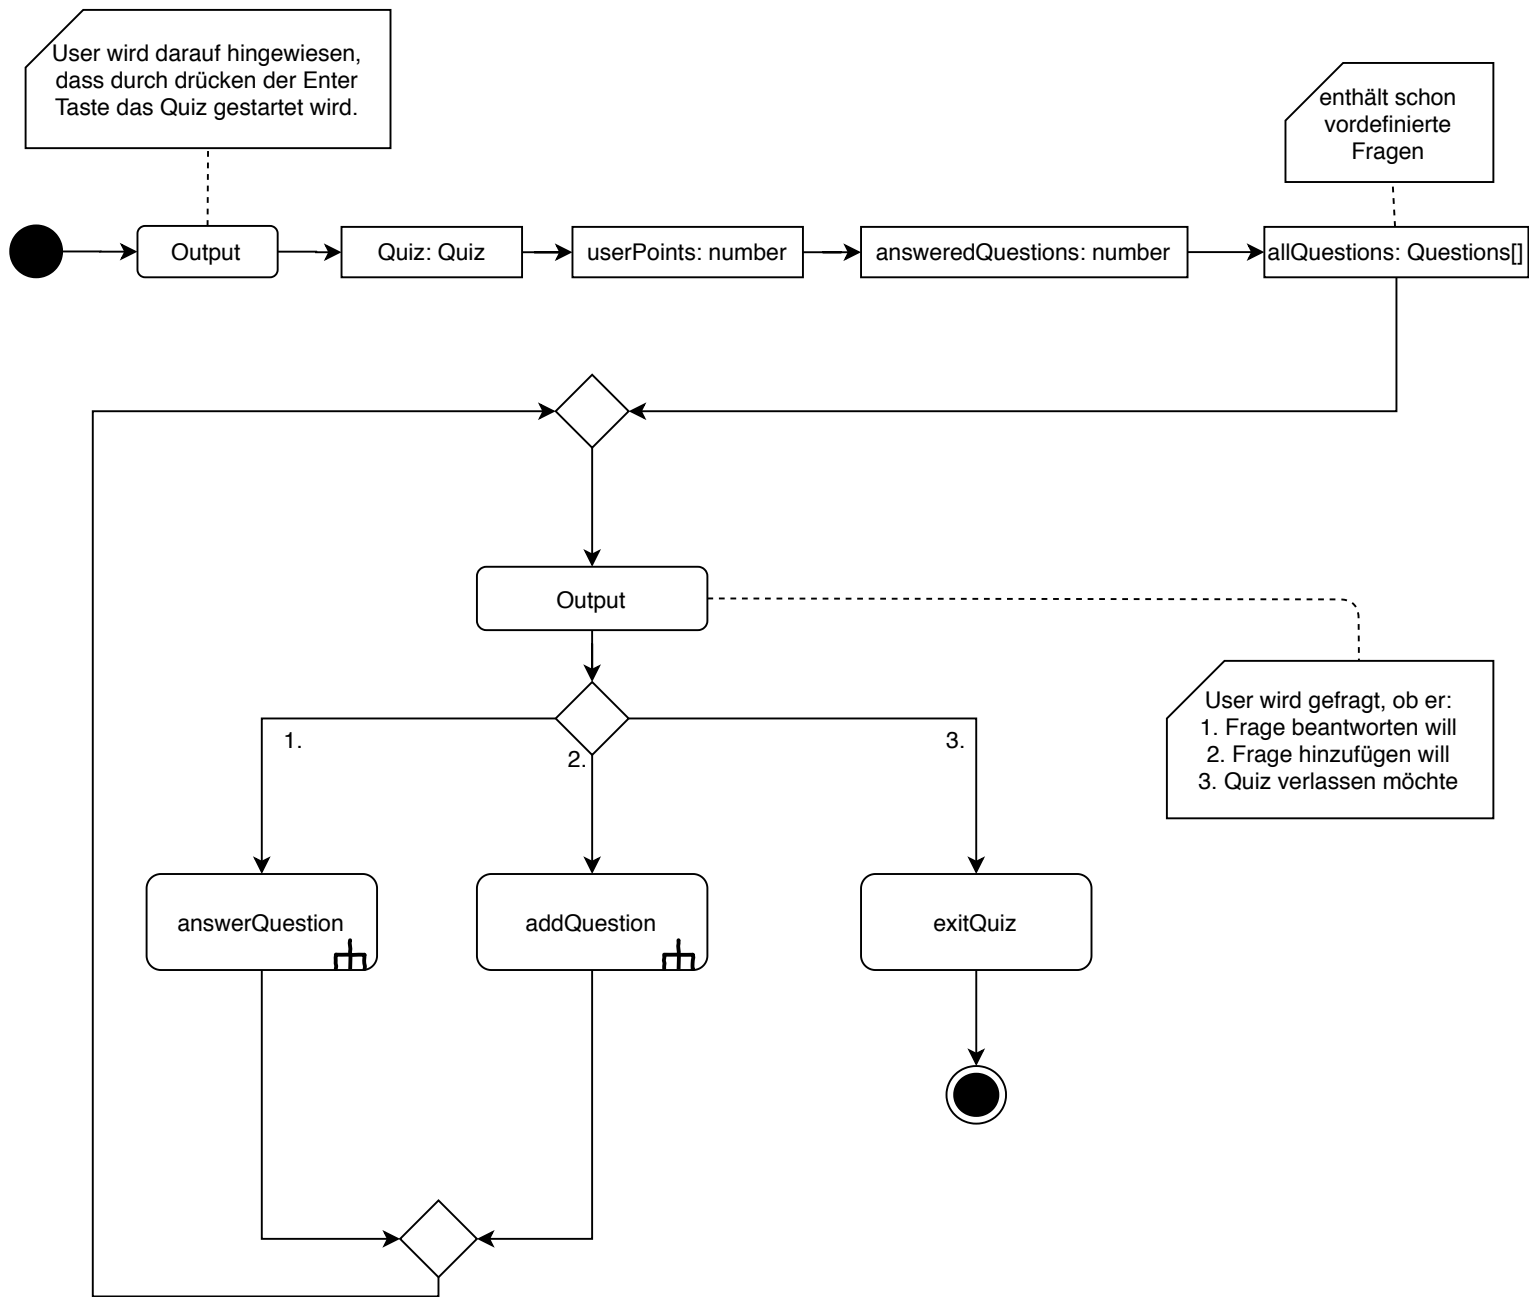 User wird darauf hingewiesen,
dass durch drücken der Enter
Taste das Quiz gestartet wird.
enthält schon
vordefinierte
Fragen
Output
Quiz: Quiz
userPoints: number
answeredQuestions: number
allQuestions: Questions[]
Output
User wird gefragt, ob er:
1. Frage beantworten will
2. Frage hinzufügen will
3. Quiz verlassen möchte
1.
2.
3.
answerQuestion
addQuestion
exitQuiz